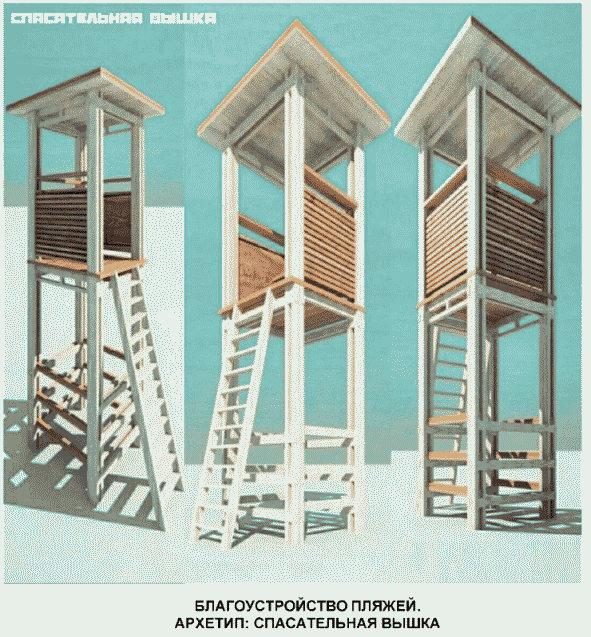 СПАСАТЕЛЬНАЯ ВЫШКА
БЛАГОУСТРОЙСТВО ПЛЯЖЕЙ.
АРХЕТИП: СПАСАТЕЛЬНАЯ ВЫШКА